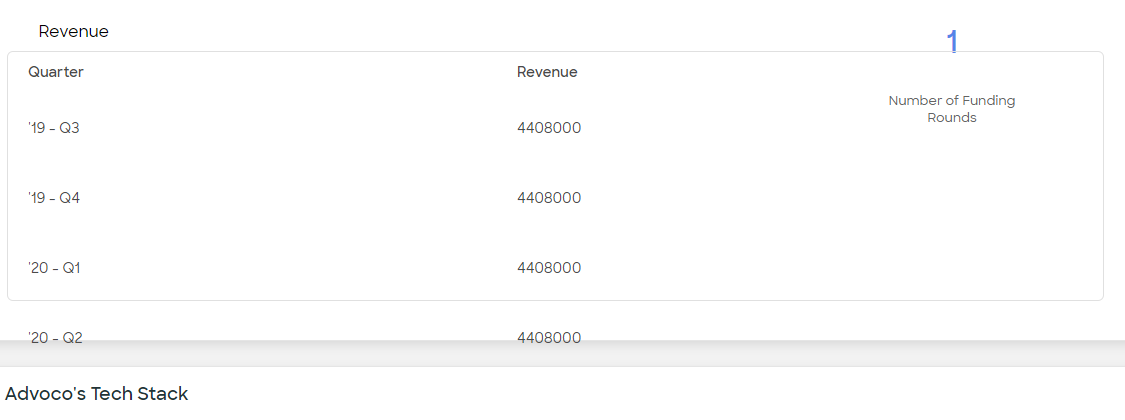 Revenue
1
Quarter Revenue
Number of Funding
Rounds
'19 - Q3 4408000
'19 - Q4 4408000
'20 - Q1 4408000
'20 - Q2 4408000
Advoco's Tech Stack